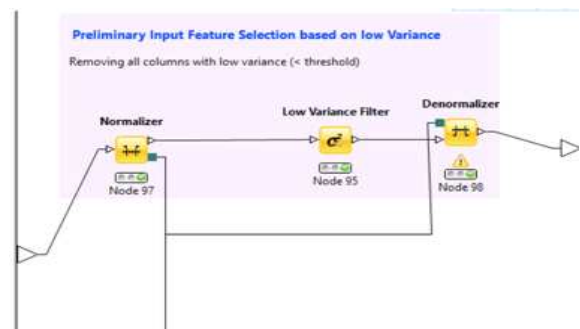 Preliminary Input Feature Selection based on low Variance
Removing all columns with low variance (< threshold)
Normalizer
Low Variance Filter
Denormalizer
σ²
Node 97
Node 95
Node 98